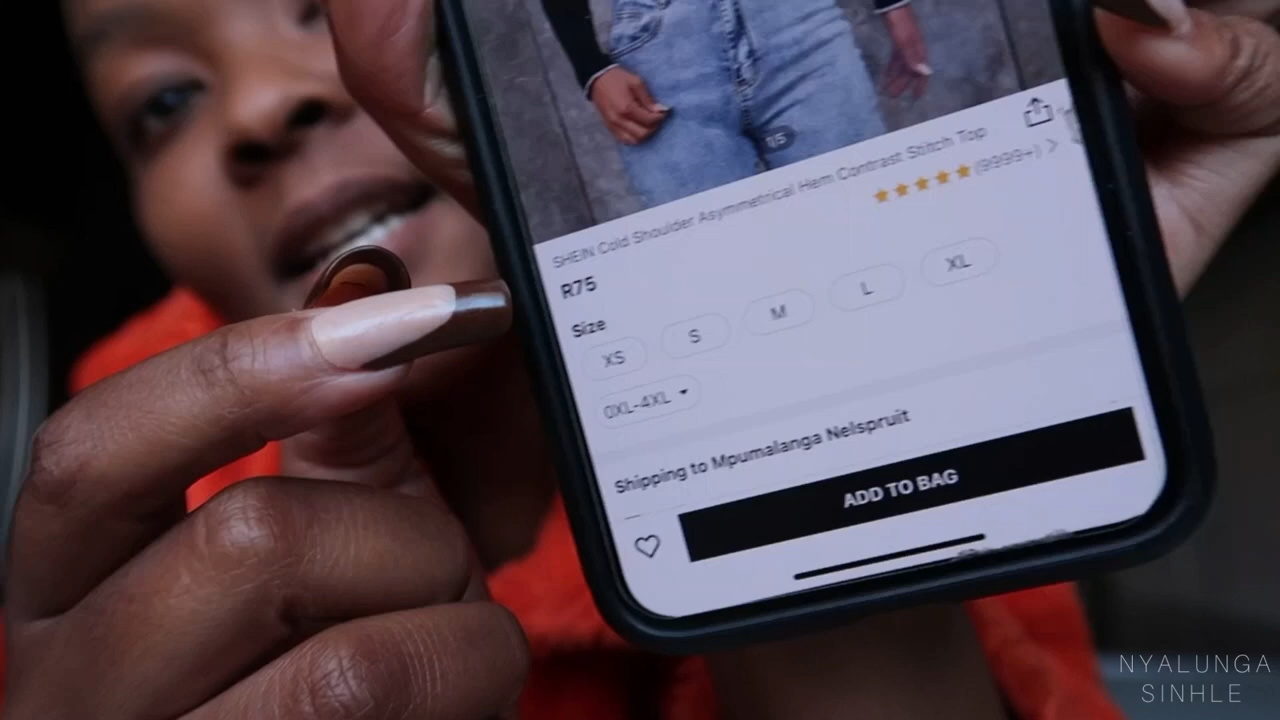 SHEIN Cold Shoulder Asymmetrical Hem Contrast Stitch Top
(9999+) >
R75
Size
XS S M L XL
0XL-4XL
Shipping to Mpumalanga Nelspruit
ADD TO BAG
NYALUNGA
SINHLE